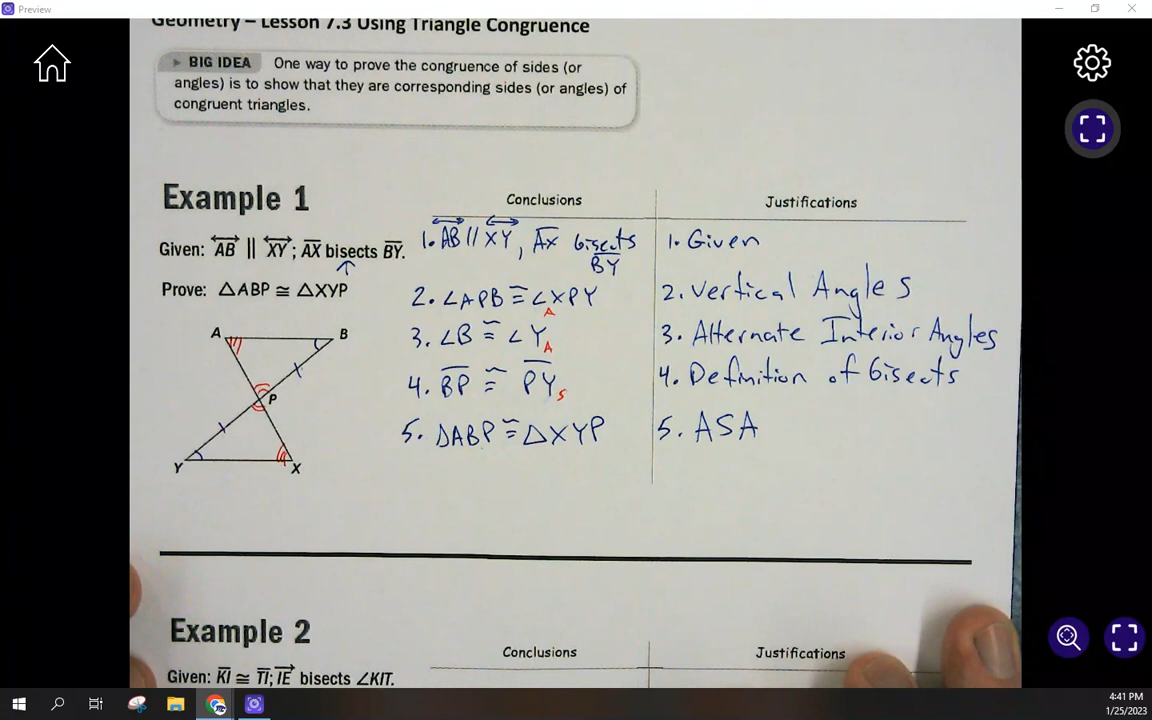 Preview
Geometry – Lesson 7.3 Using Triangle Congruence
▶ BIG IDEA One way to prove the congruence of sides (or
angles) is to show that they are corresponding sides (or angles) of
congruent triangles.
Example 1
Conclusions
Justifications
Given: AB || XY; AX bisects BY.
1. AB // XY, AX bisects
BY
1. Given
Prove: △ABP ≅ △XYP
2. ∠APB ≅ ∠XPY
A
2. Vertical Angles
3. ∠B ≅ ∠Y A
3. Alternate Interior Angles
4. BP ≅ PY S
4. Definition of bisects
5. △ABP ≅ △XYP
5. ASA
A
B
P
Y
X
Example 2
Conclusions
Justifications
Given: KI ≅ TI; IE bisects ∠KIT.
4:41 PM
1/25/2023